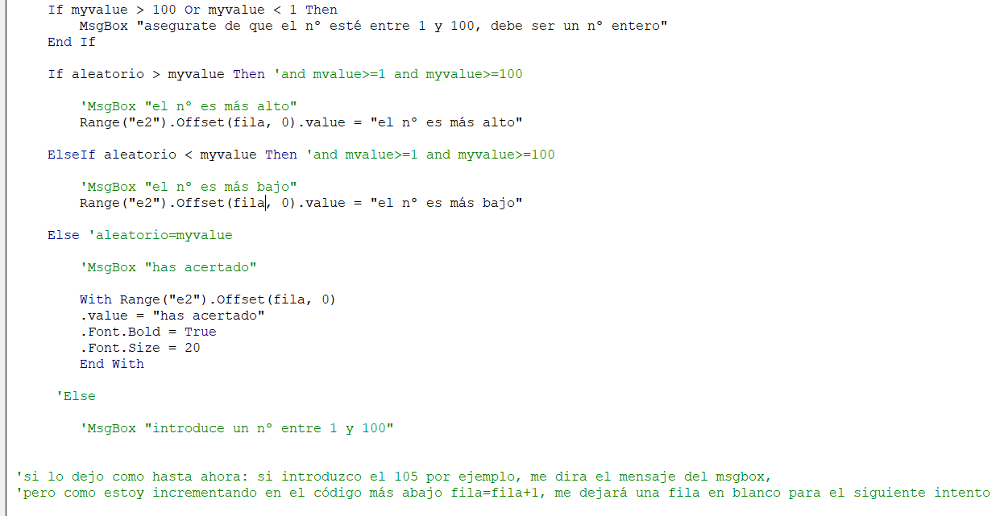 If myvalue > 100 Or myvalue < 1 Then
MsgBox "asegurate de que el nº esté entre 1 y 100, debe ser un nº entero"
End If
If aleatorio > myvalue Then 'and mvalue>=1 and myvalue>=100
'MsgBox "el nº es más alto"
Range("e2").Offset(fila, 0).value = "el nº es más alto"
ElseIf aleatorio < myvalue Then 'and mvalue>=1 and myvalue>=100
'MsgBox "el nº es más bajo"
Range("e2").Offset(fila, 0).value = "el nº es más bajo"
Else 'aleatorio=myvalue
'MsgBox "has acertado"
With Range("e2").Offset(fila, 0)
.value = "has acertado"
.Font.Bold = True
.Font.Size = 20
End With
'Else
'MsgBox "introduce un nº entre 1 y 100"
'si lo dejo como hasta ahora: si introduzco el 105 por ejemplo, me dira el mensaje del msgbox,
'pero como estoy incrementando en el código más abajo fila=fila+1, me dejará una fila en blanco para el siguiente intento